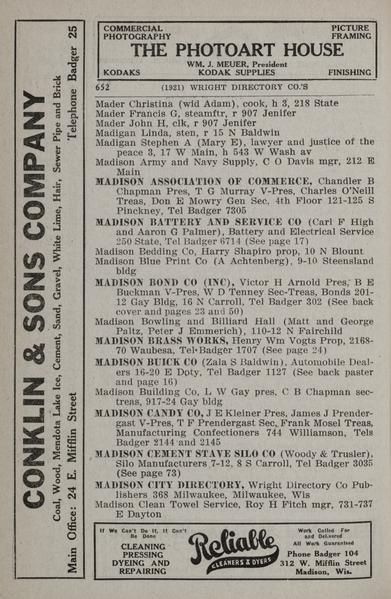 COMMERCIAL PHOTOGRAPHY
PICTURE FRAMING
THE PHOTOART HOUSE
WM. J. MEUER, President
KODAKS KODAK SUPPLIES FINISHING
652 (1921) WRIGHT DIRECTORY CO.'S
Mader Christina (wid Adam), cook, h 3, 218 State
Mader Francis G, steamftr, r 907 Jenifer
Mader John H, clk, r 907 Jenifer
Madigan Linda, sten, r 15 N Baldwin
Madigan Stephen A (Mary E), lawyer and justice of the
peace 3, 17 W Main, h 543 W Wash av
Madison Army and Navy Supply, C O Davis mgr, 212 E
Main
MADISON ASSOCIATION OF COMMERCE, Chandler B
Chapman Pres, T G Murray V-Pres, Charles O'Neill
Treas, Don E Mowry Gen Sec, 4th Floor 121-125 S
Pinckney, Tel Badger 7205
MADISON BATTERY AND SERVICE CO (Carl F High
and Aaron G Palmer), Battery and Electrical Service
250 State, Tel Badger 6714 (See page 17)
Madison Bedding Co, Harry Shapiro prop, 10 N Blount
Madison Blue Print Co (A Achtenberg), 9-10 Steensland
bldg
MADISON BOND CO (INC), Victor H Arnold Pres, B E
Buckman V-Pres, W D Tenney Sec-Treas, Bonds 201-
12 Gay Bldg, 16 N Carroll, Tel Badger 302 (See back
cover and pages 23 and 50)
Madison Bowling and Billiard Hall (Matt and George
Pultz, Peter J Emmerich), 110-12 N Fairchild
MADISON BRASS WORKS, Henry Wm Vogts Prop, 2168-
70 Waubesa, Tel Badger 1707 (See page 24)
MADISON BUICK CO (Zala S Baldwin), Automobile Deal-
ers 16-20 E Doty, Tel Badger 1127 (See back paster
and page 16)
Madison Building Co, L W Gay pres, C B Chapman sec-
treas, 917-24 Gay bldg
MADISON CANDY CO, J E Kleiner Pres, James J Prender-
gast V-Pres, T F Prendergast Sec, Frank Mosel Treas,
Manufacturing Confectioners 744 Williamson, Tels
Badger 2144 and 2145
MADISON CEMENT STAVE SILO CO (Woody & Trusler),
Silo Manufacturers 7-12, 8 S Carroll, Tel Badger 3035
(See page 73)
MADISON CITY DIRECTORY, Wright Directory Co Pub-
lishers 368 Milwaukee, Milwaukee, Wis
Madison Clean Towel Service, Roy H Fitch mgr, 731-737
E Dayton
If We Can't Do It, It Can't
Be Done
CLEANING
PRESSING
DYEING AND
REPAIRING
Reliable
CLEANERS & DYERS
Work Called For
and Delivered
All Work Guaranteed
Phone Badger 104
312 W. Mifflin Street
Madison, Wis.
CONKLIN & SONS COMPANY
Coal, Wood, Mendota Lake Ice, Cement, Sand, Gravel, White Lime, Hair, Sewer Pipe and Brick
Main Office: 24 E. Mifflin Street Telephone Badger 25